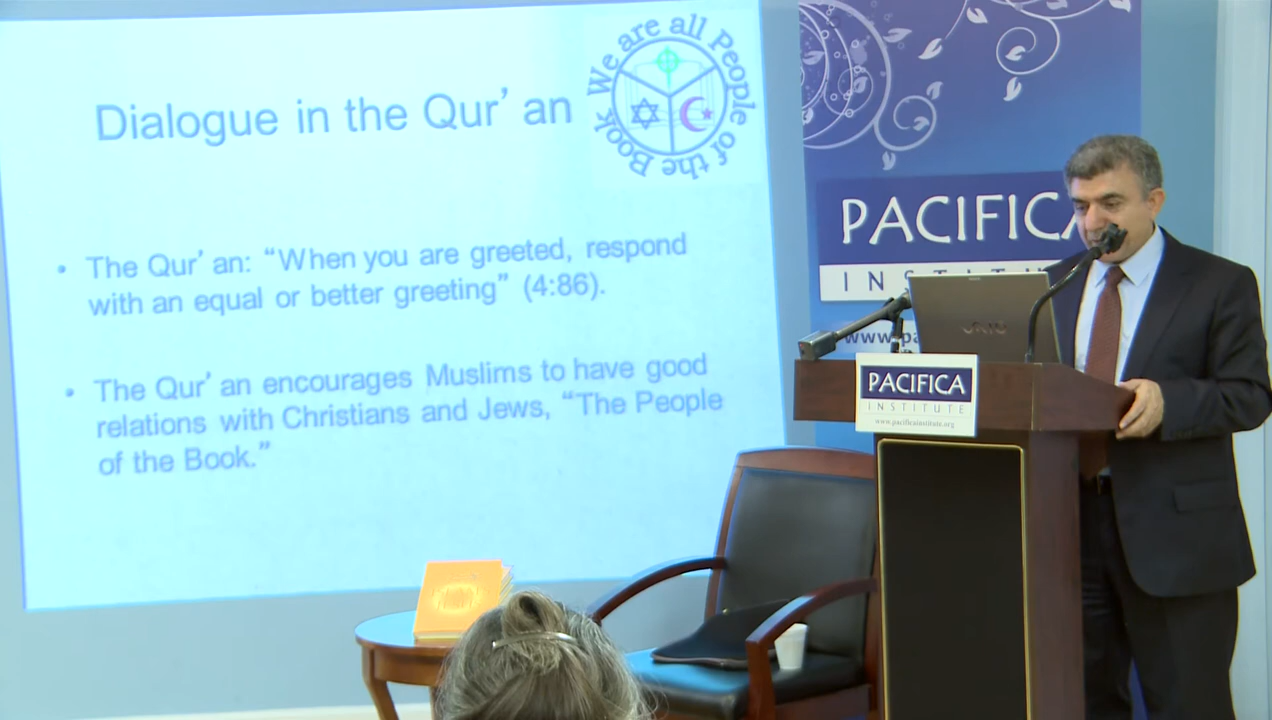 Dialogue in the Qur'an
We are all People of the Book
• The Qur'an: “When you are greeted, respond
with an equal or better greeting” (4:86).
• The Qur'an encourages Muslims to have good
relations with Christians and Jews, “The People
of the Book.”
PACIFICA
INSTITUTE
www.pa
PACIFICA
INSTITUTE
www.pacificainstitute.org